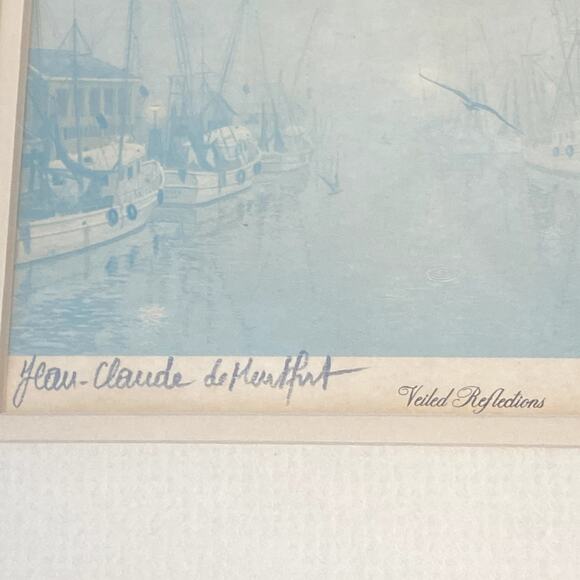 Jean-Claude de Montfort
Veiled Reflections